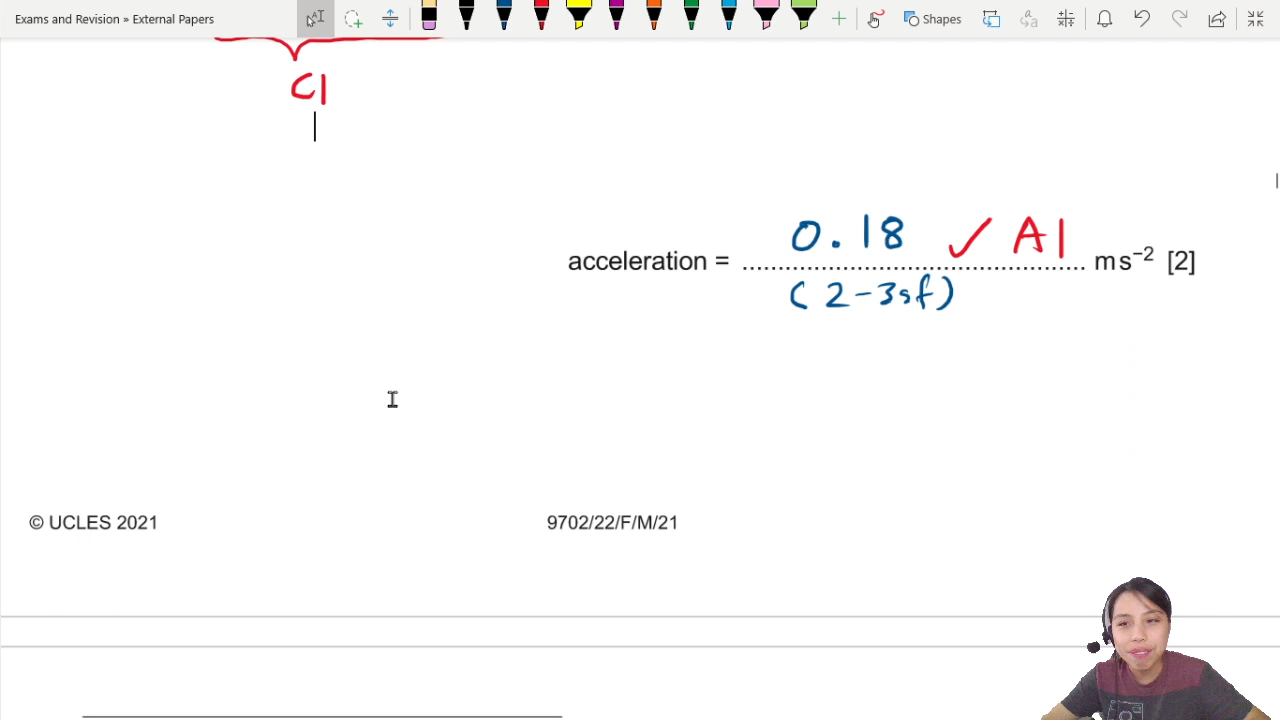 Exams and Revision » External Papers
Shapes
C1
acceleration = 0.18 ✓ A1 ms⁻² [2]
(2-3sf)
© UCLES 2021
9702/22/F/M/21